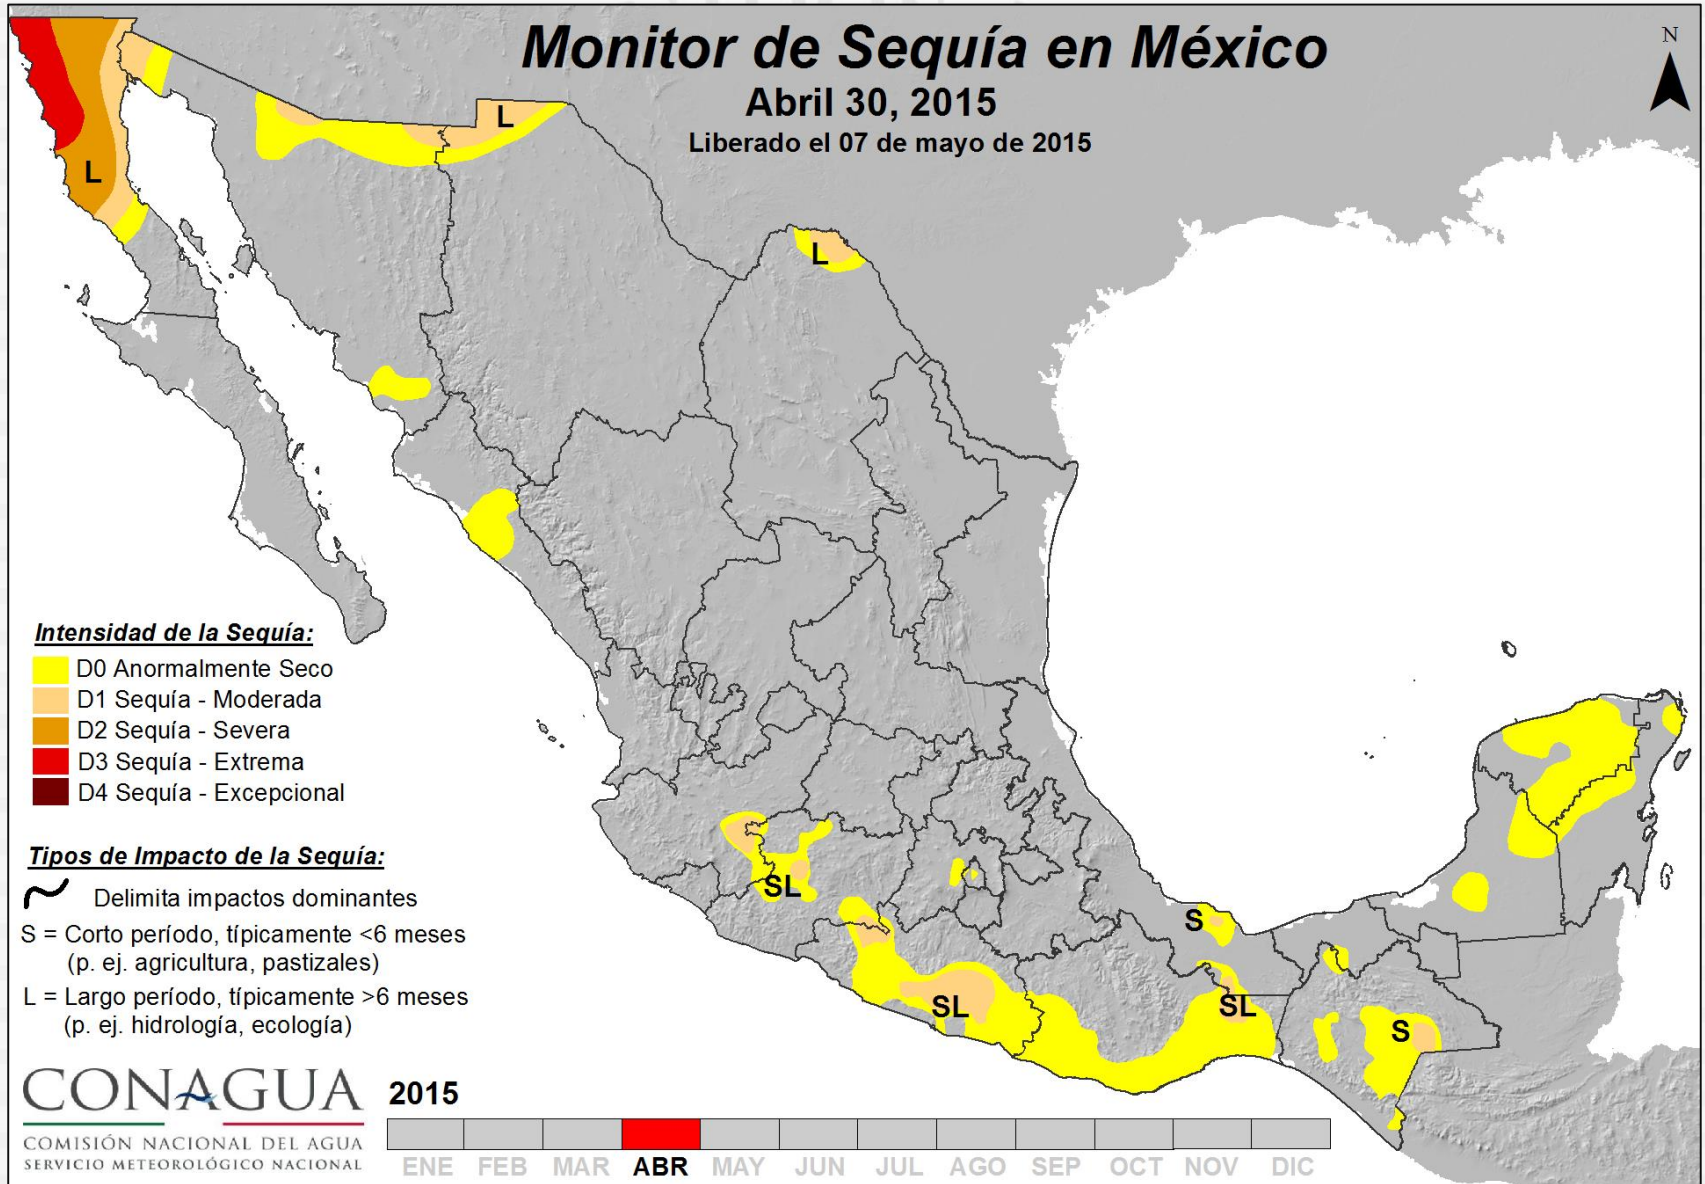 Monitor de Sequía en México
Abril 30, 2015
Liberado el 07 de mayo de 2015
N
L
L
L
Intensidad de la Sequía:
D0 Anormalmente Seco
D1 Sequía - Moderada
D2 Sequía - Severa
D3 Sequía - Extrema
D4 Sequía - Excepcional
Tipos de Impacto de la Sequía:
Delimita impactos dominantes
S = Corto período, típicamente <6 meses
(p. ej. agricultura, pastizales)
L = Largo período, típicamente >6 meses
(p. ej. hidrología, ecología)
SL
S
SL
SL
S
CONAGUA
COMISIÓN NACIONAL DEL AGUA
SERVICIO METEOROLÓGICO NACIONAL
2015
ENE FEB MAR ABR MAY JUN JUL AGO SEP OCT NOV DIC